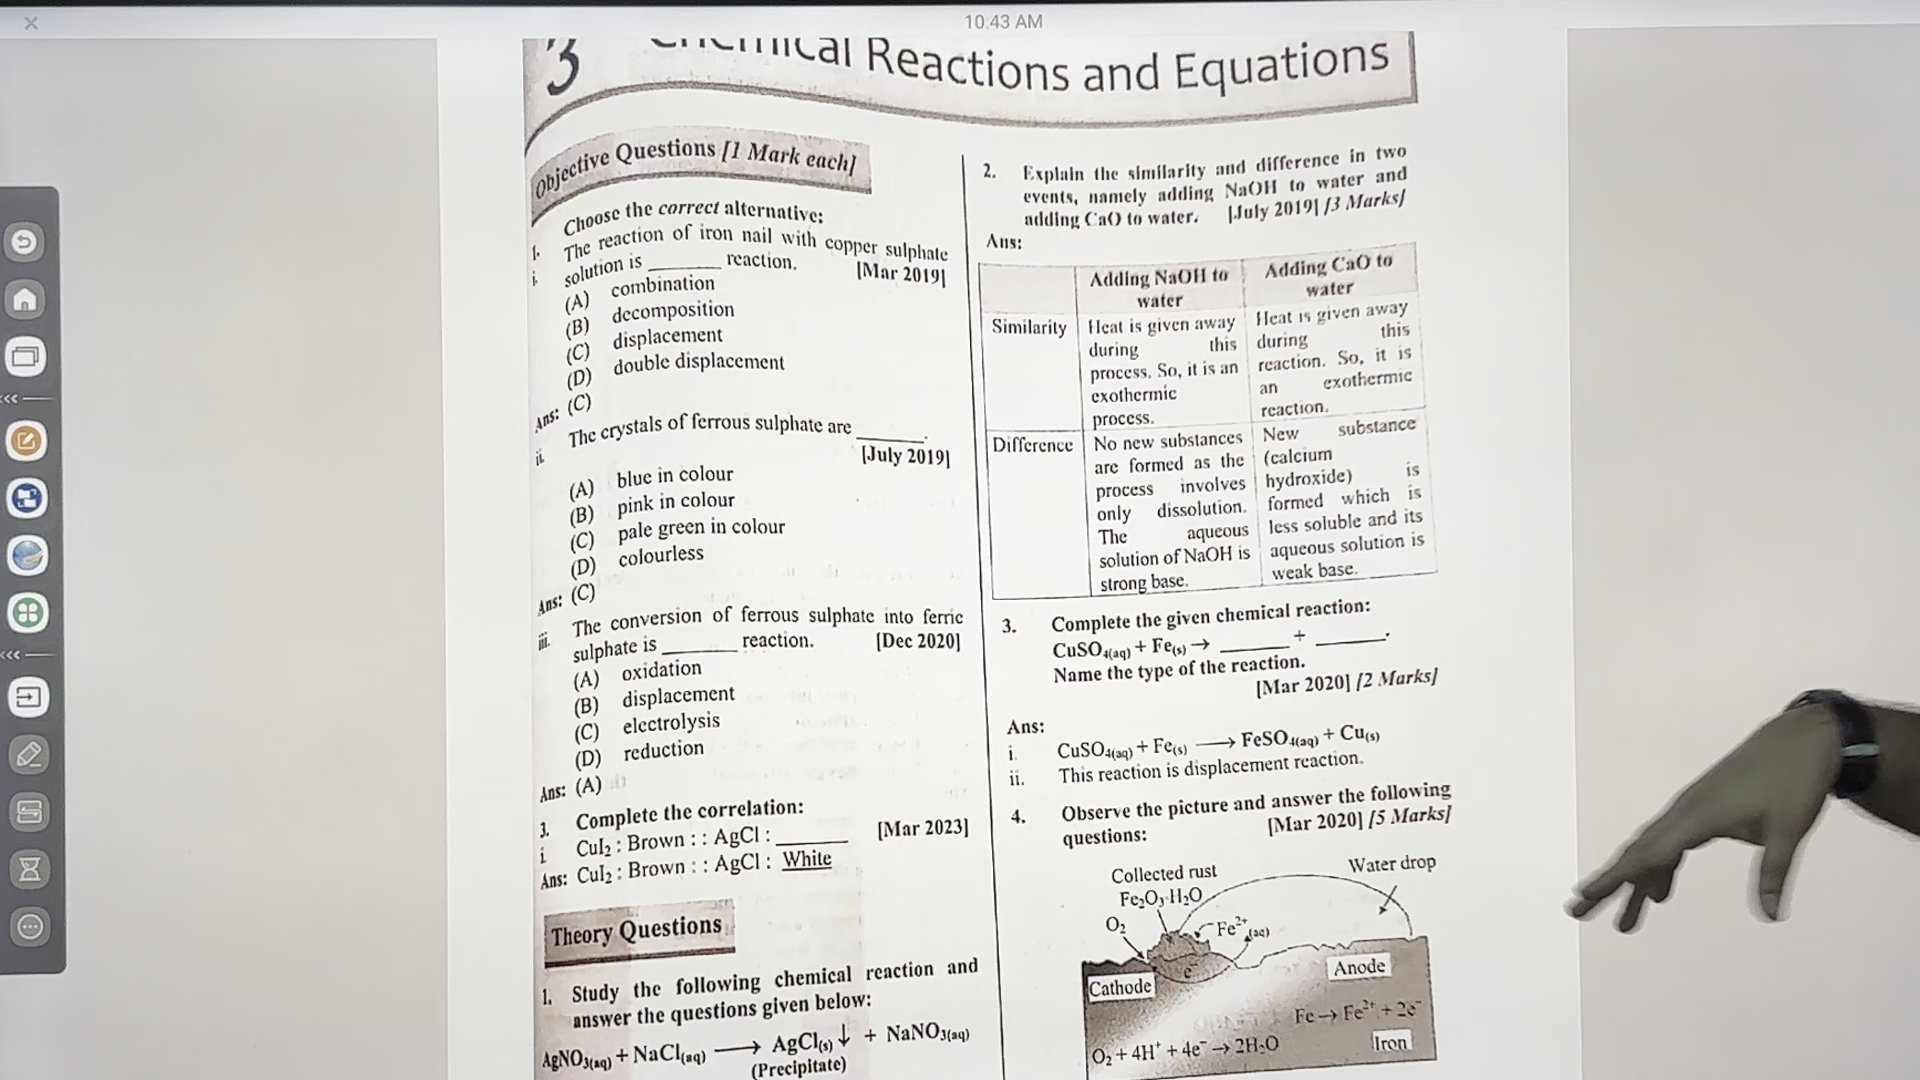 10:43 AM
3 Chemical Reactions and Equations
Objective Questions [1 Mark each]
1. Choose the correct alternative:
i. The reaction of iron nail with copper sulphate
solution is ______ reaction. [Mar 2019]
(A) combination
(B) decomposition
(C) displacement
(D) double displacement
Ans: (C)
ii. The crystals of ferrous sulphate are ______.
[July 2019]
(A) blue in colour
(B) pink in colour
(C) pale green in colour
(D) colourless
Ans: (C)
iii. The conversion of ferrous sulphate into ferric
sulphate is ______ reaction. [Dec 2020]
(A) oxidation
(B) displacement
(C) electrolysis
(D) reduction
Ans: (A)
3. Complete the correlation:
i CuI₂ : Brown : : AgCl : ______ [Mar 2023]
Ans: CuI₂ : Brown : : AgCl : White
Theory Questions
1. Study the following chemical reaction and
answer the questions given below:
AgNO₃(aq) + NaCl(aq) ⟶ AgCl(s)↓ + NaNO₃(aq)
(Precipitate)
2. Explain the similarity and difference in two
events, namely adding NaOH to water and
adding CaO to water. [July 2019] [3 Marks]
Ans:
Adding NaOH to
water
Adding CaO to
water
Similarity
Heat is given away
during this
process. So, it is an
exothermic
process.
Heat is given away
during this
reaction. So, it is
an exothermic
reaction.
Difference
No new substances
are formed as the
process involves
only dissolution.
The aqueous
solution of NaOH is
strong base.
New substance
(calcium
hydroxide) is
formed which is
less soluble and its
aqueous solution is
weak base.
3. Complete the given chemical reaction:
CuSO₄(aq) + Fe(s) → ______ + ______.
Name the type of the reaction.
[Mar 2020] [2 Marks]
Ans:
i. CuSO₄(aq) + Fe(s) ⟶ FeSO₄(aq) + Cu(s)
ii. This reaction is displacement reaction.
4. Observe the picture and answer the following
questions: [Mar 2020] [5 Marks]
Collected rust
Fe₂O₃·H₂O
Water drop
O₂
Fe²⁺(aq)
e⁻
Cathode
Anode
Fe → Fe²⁺ + 2e⁻
O₂ + 4H⁺ + 4e⁻ → 2H₂O
Iron